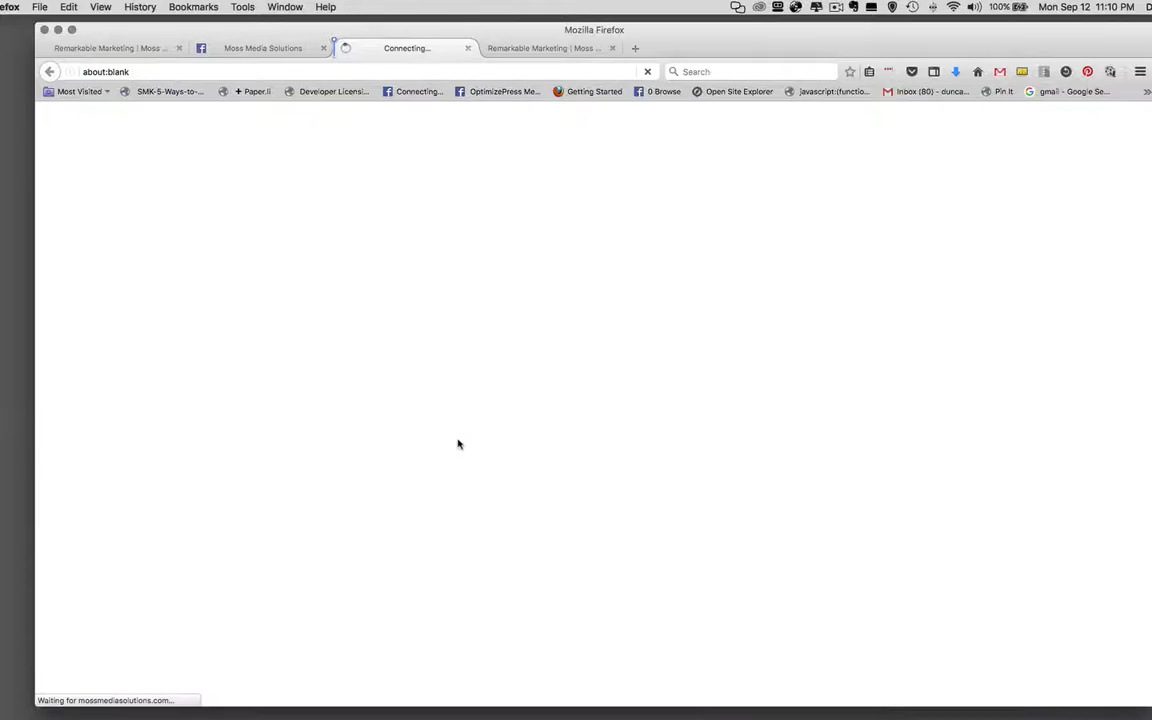 efox File Edit View History Bookmarks Tools Window Help 100% Mon Sep 12 11:10 PM D
Mozilla Firefox
Remarkable Marketing | Moss ... Moss Media Solutions Connecting... Remarkable Marketing | Moss ...
about:blank Search
Most Visited SMK-5-Ways-to-... + Paper.li Developer Licensi... Connecting... OptimizePress Me... Getting Started 0 Browse Open Site Explorer javascript:(functio... Inbox (80) - dunca... Pin It gmail - Google Se...
Waiting for mossmediasolutions.com...